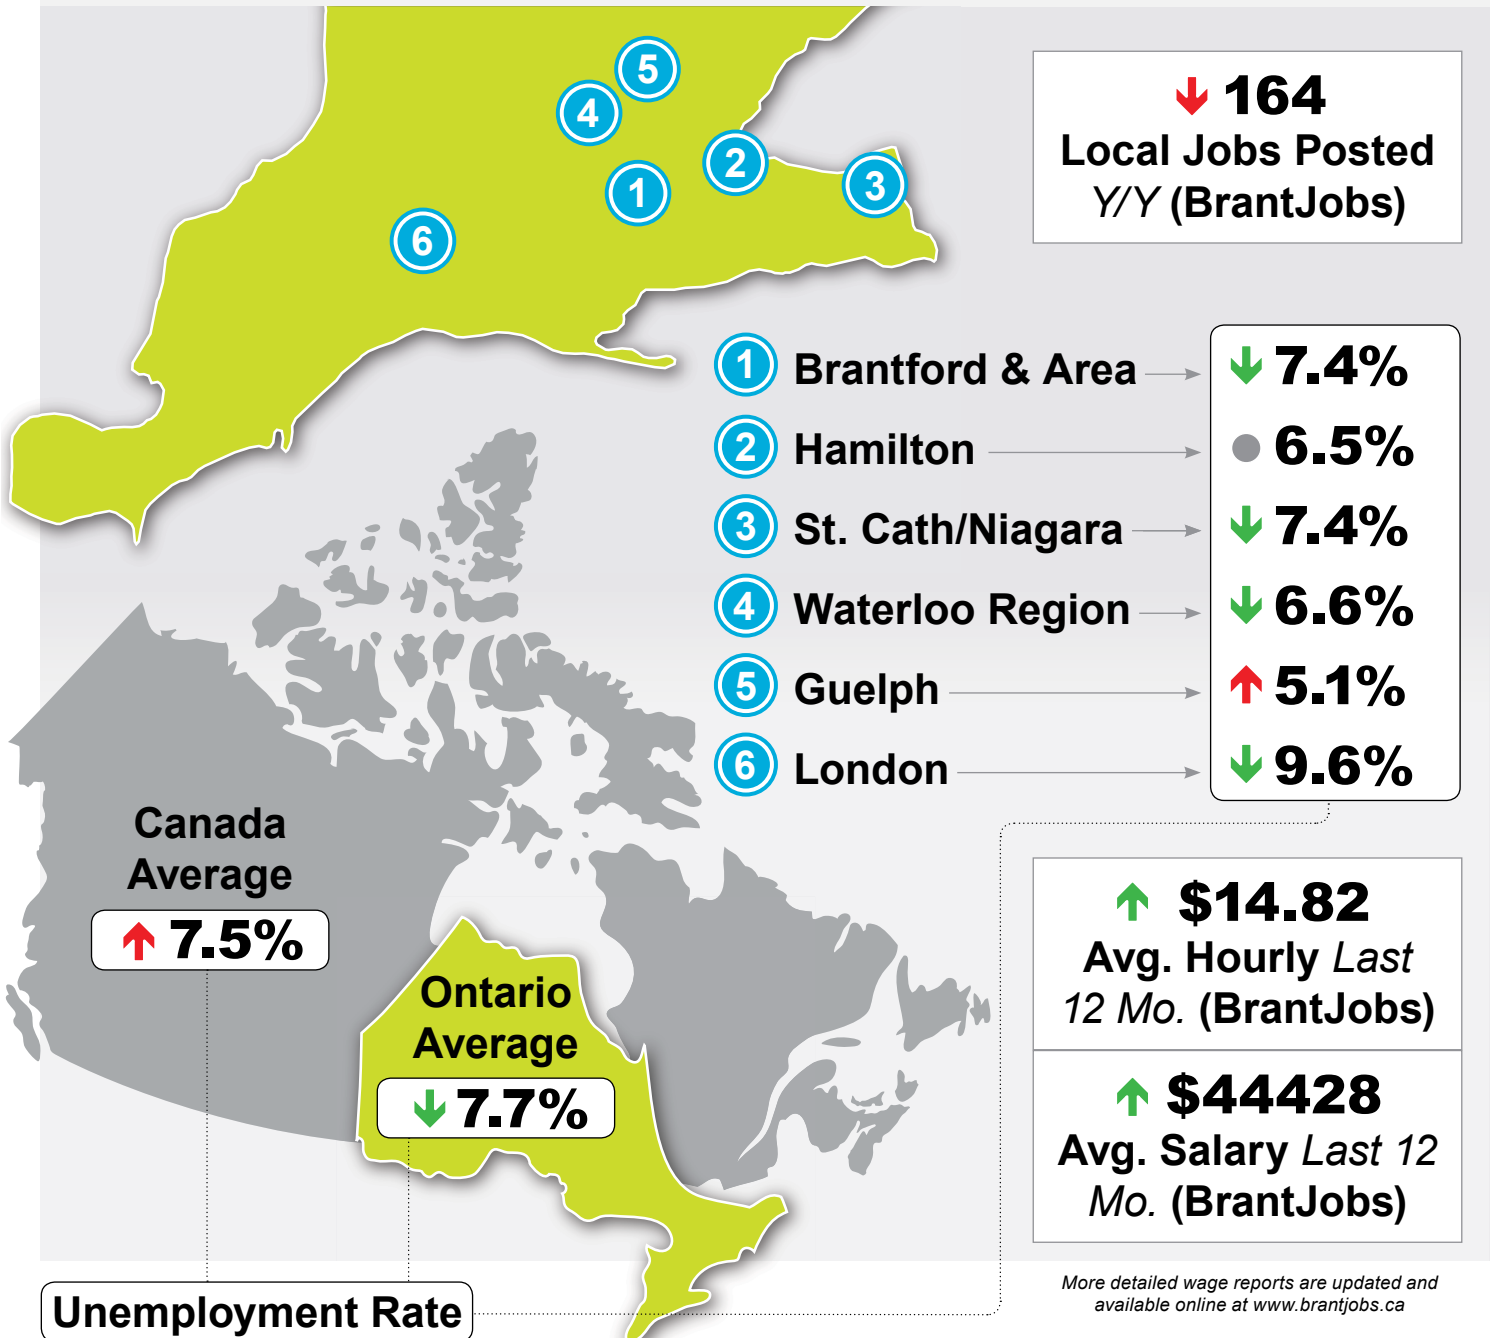 5
4
2
3
1
6
164
Local Jobs Posted
Y/Y (BrantJobs)
1 Brantford & Area 7.4%
2 Hamilton 6.5%
3 St. Cath/Niagara 7.4%
4 Waterloo Region 6.6%
5 Guelph 5.1%
6 London 9.6%
Canada
Average
7.5%
Ontario
Average
7.7%
$14.82
Avg. Hourly Last
12 Mo. (BrantJobs)
$44428
Avg. Salary Last 12
Mo. (BrantJobs)
Unemployment Rate
More detailed wage reports are updated and
available online at www.brantjobs.ca